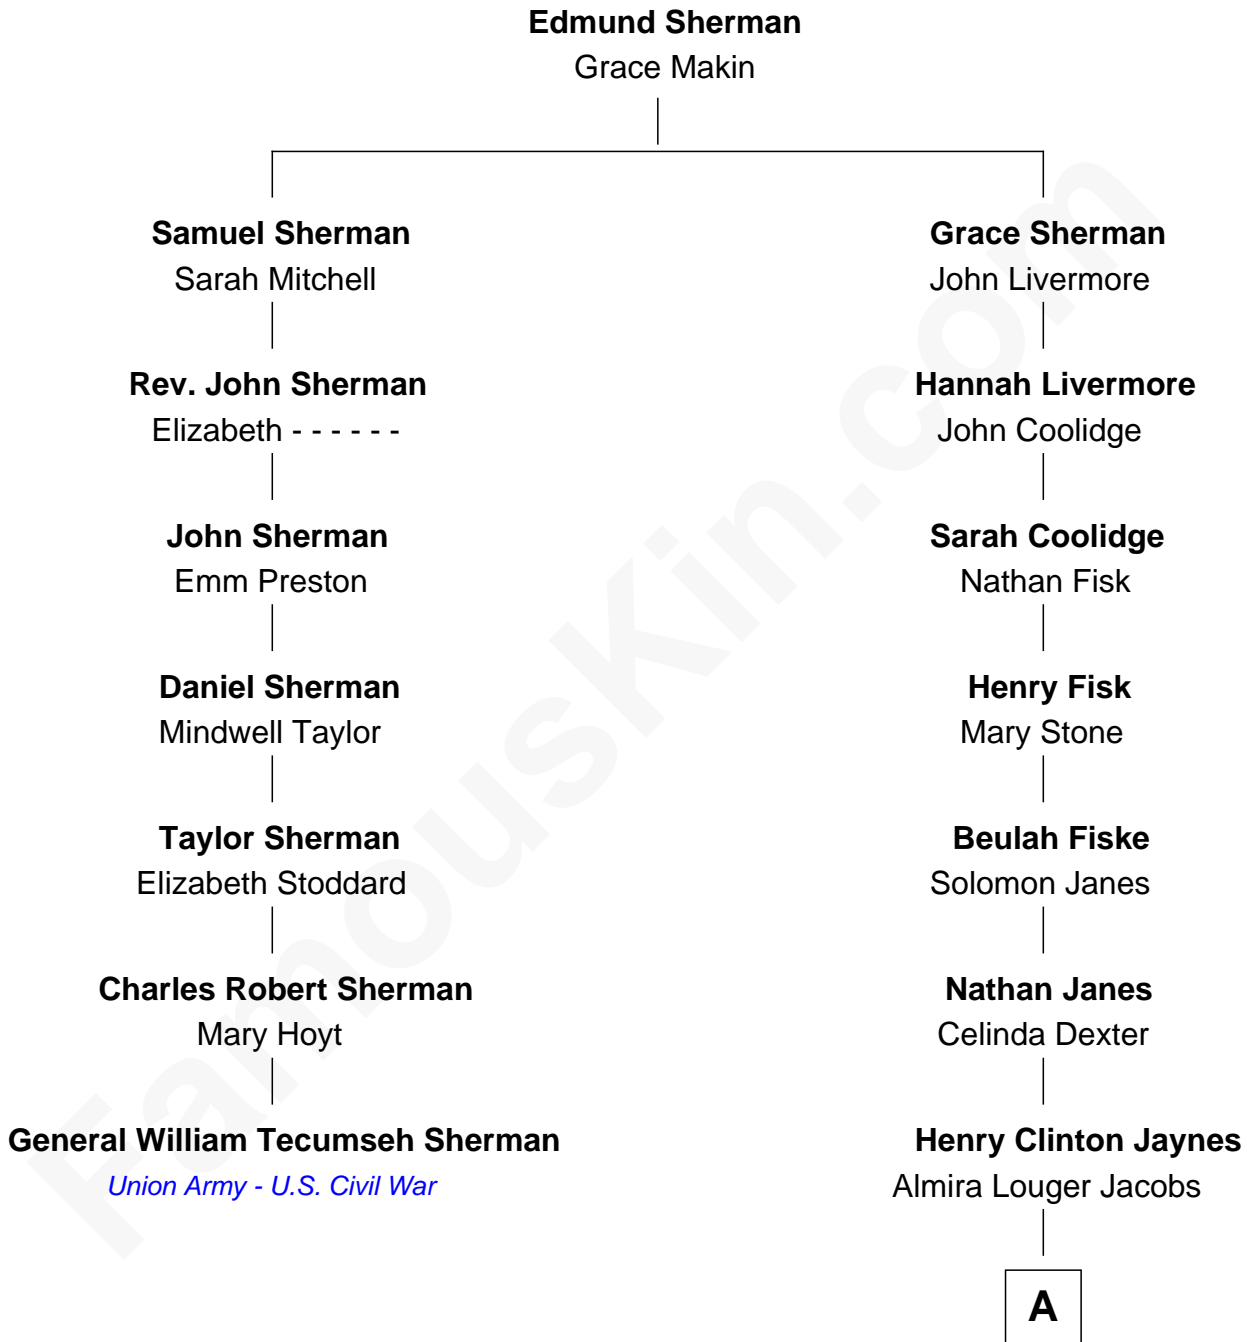 Edmund Sherman
Grace Makin
Samuel Sherman
Sarah Mitchell
Grace Sherman
John Livermore
Rev. John Sherman
Elizabeth - - - - - -
Hannah Livermore
John Coolidge
John Sherman
Emm Preston
Sarah Coolidge
Nathan Fisk
Daniel Sherman
Mindwell Taylor
Henry Fisk
Mary Stone
Taylor Sherman
Elizabeth Stoddard
Beulah Fiske
Solomon Janes
Charles Robert Sherman
Mary Hoyt
Nathan Janes
Celinda Dexter
General William Tecumseh Sherman
Union Army - U.S. Civil War
Henry Clinton Jaynes
Almira Louger Jacobs
A
FamousKin.com